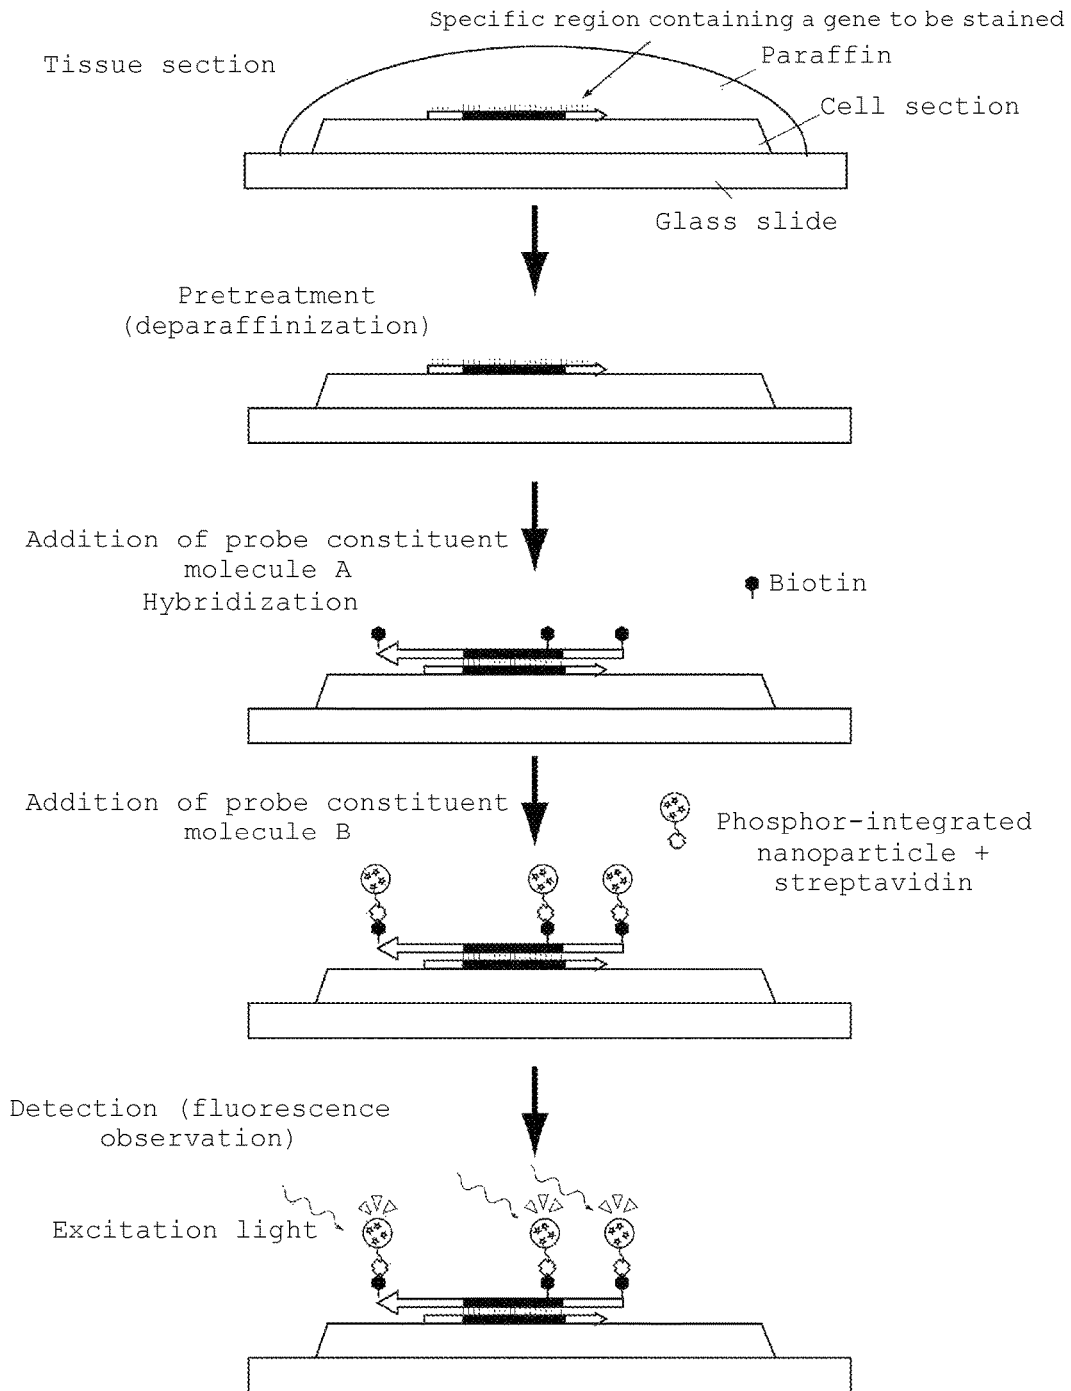 Specific region containing a gene to be stained
Tissue section
Paraffin
Cell section
Glass slide
Pretreatment
(deparaffinization)
Addition of probe constituent
molecule A
Hybridization
Biotin
Addition of probe constituent
molecule B
Phosphor-integrated
nanoparticle +
streptavidin
Detection (fluorescence
observation)
Excitation light